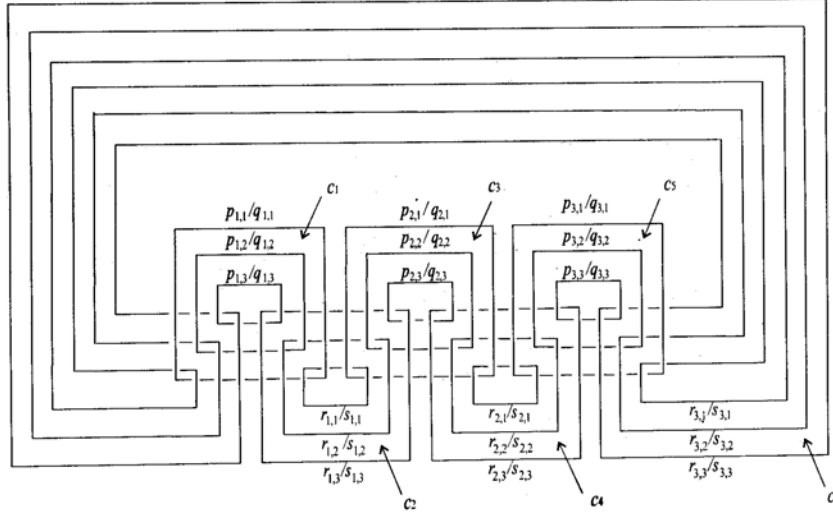 c₁ c₃ c₅
p₁,₁/q₁,₁ p₂,₁/q₂,₁ p₃,₁/q₃,₁
p₁,₂/q₁,₂ p₂,₂/q₂,₂ p₃,₂/q₃,₂
p₁,₃/q₁,₃ p₂,₃/q₂,₃ p₃,₃/q₃,₃
r₁,₁/s₁,₁ r₂,₁/s₂,₁ r₃,ⱼ/s₃,₁
r₁,₂/s₁,₂ r₂,₂/s₂,₂ r₃,₂/s₃,₂
r₁,₃/s₁,₃ r₂,₃/s₂,₃ r₃,₃/s₃,₃
c₂ c₄ c